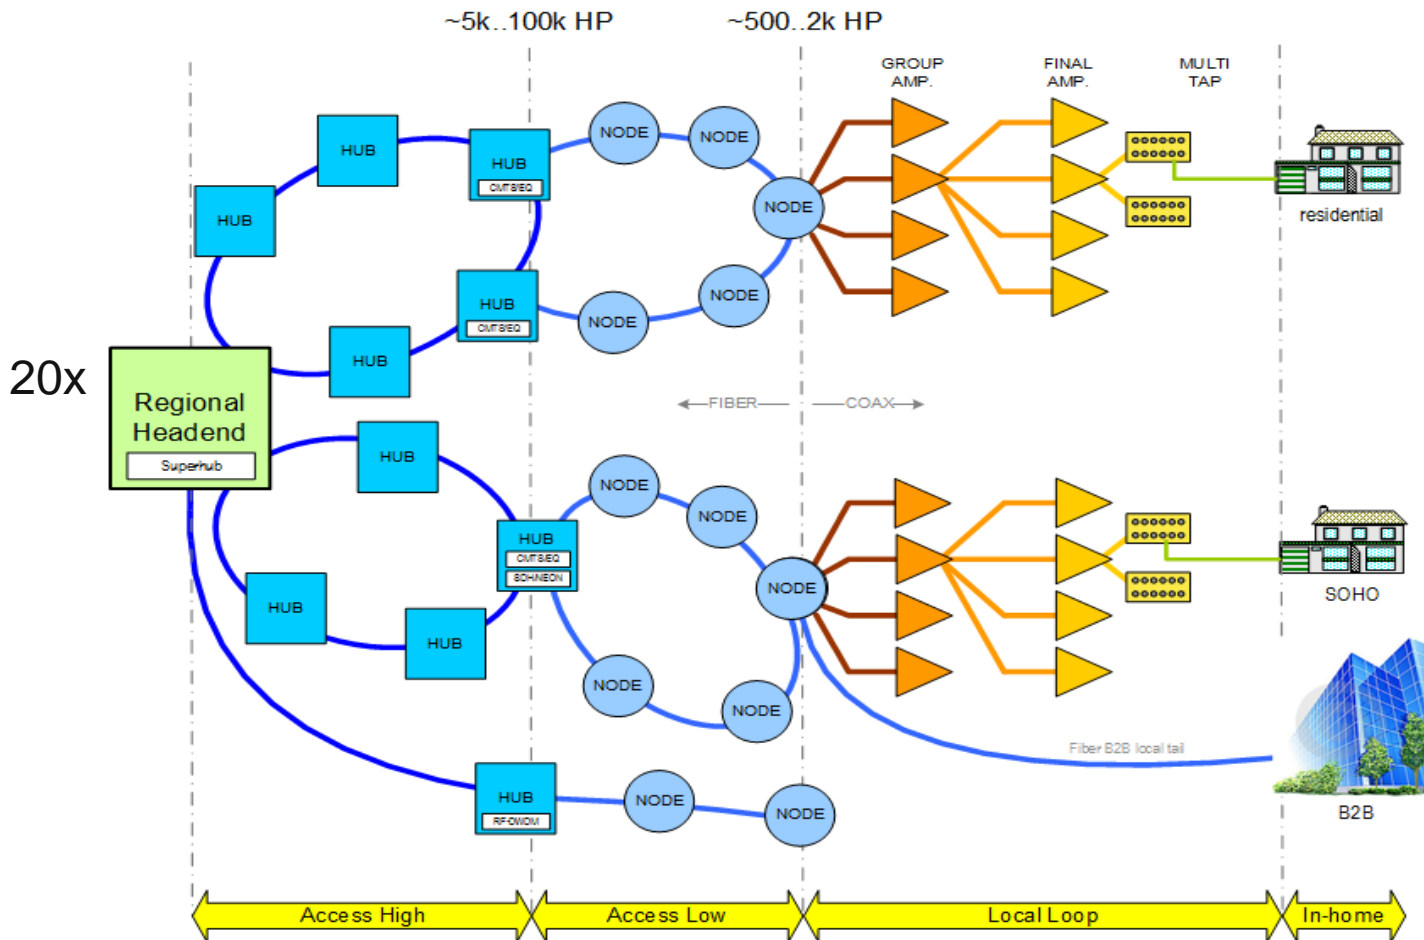 ~5k..100k HP
~500..2k HP
GROUP
AMP.
FINAL
AMP.
MULTI
TAP
HUB
HUB
CMTS/EQ
NODE
NODE
NODE
HUB
residential
HUB
CMTS/EQ
NODE
NODE
HUB
20x
Regional
Headend
Superhub
FIBER
COAX
HUB
NODE
NODE
HUB
CMTS/EQ
SDH/NEON
NODE
SOHO
HUB
HUB
NODE
NODE
Fiber B2B local tail
HUB
RF-DWDM
NODE
NODE
B2B
Access High
Access Low
Local Loop
In-home